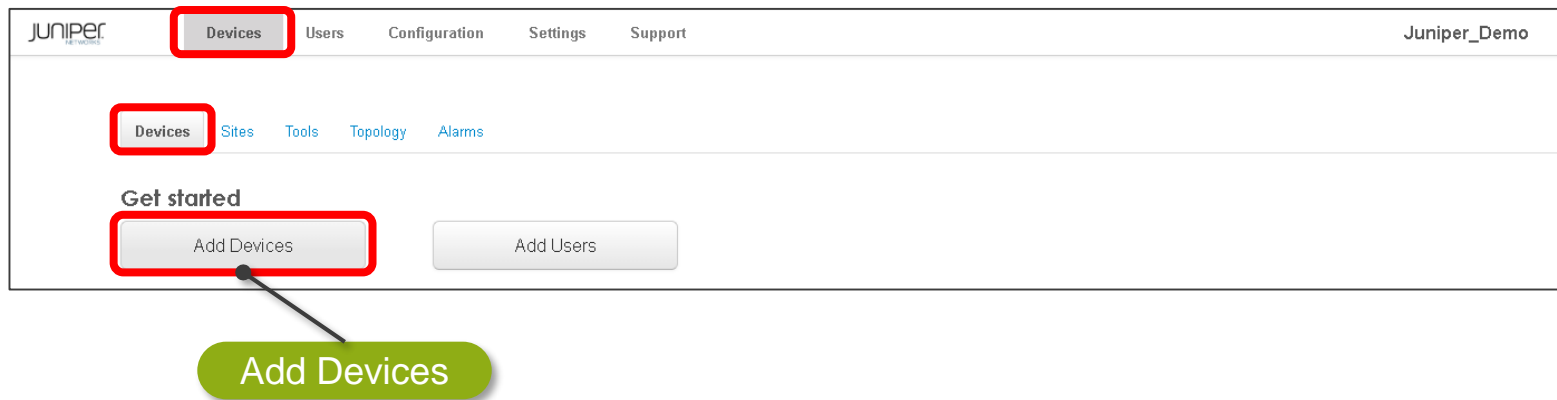 JUNIPER Devices Users Configuration Settings Support Juniper_Demo
NETWORKS
Devices Sites Tools Topology Alarms
Get started
Add Devices Add Users
Add Devices